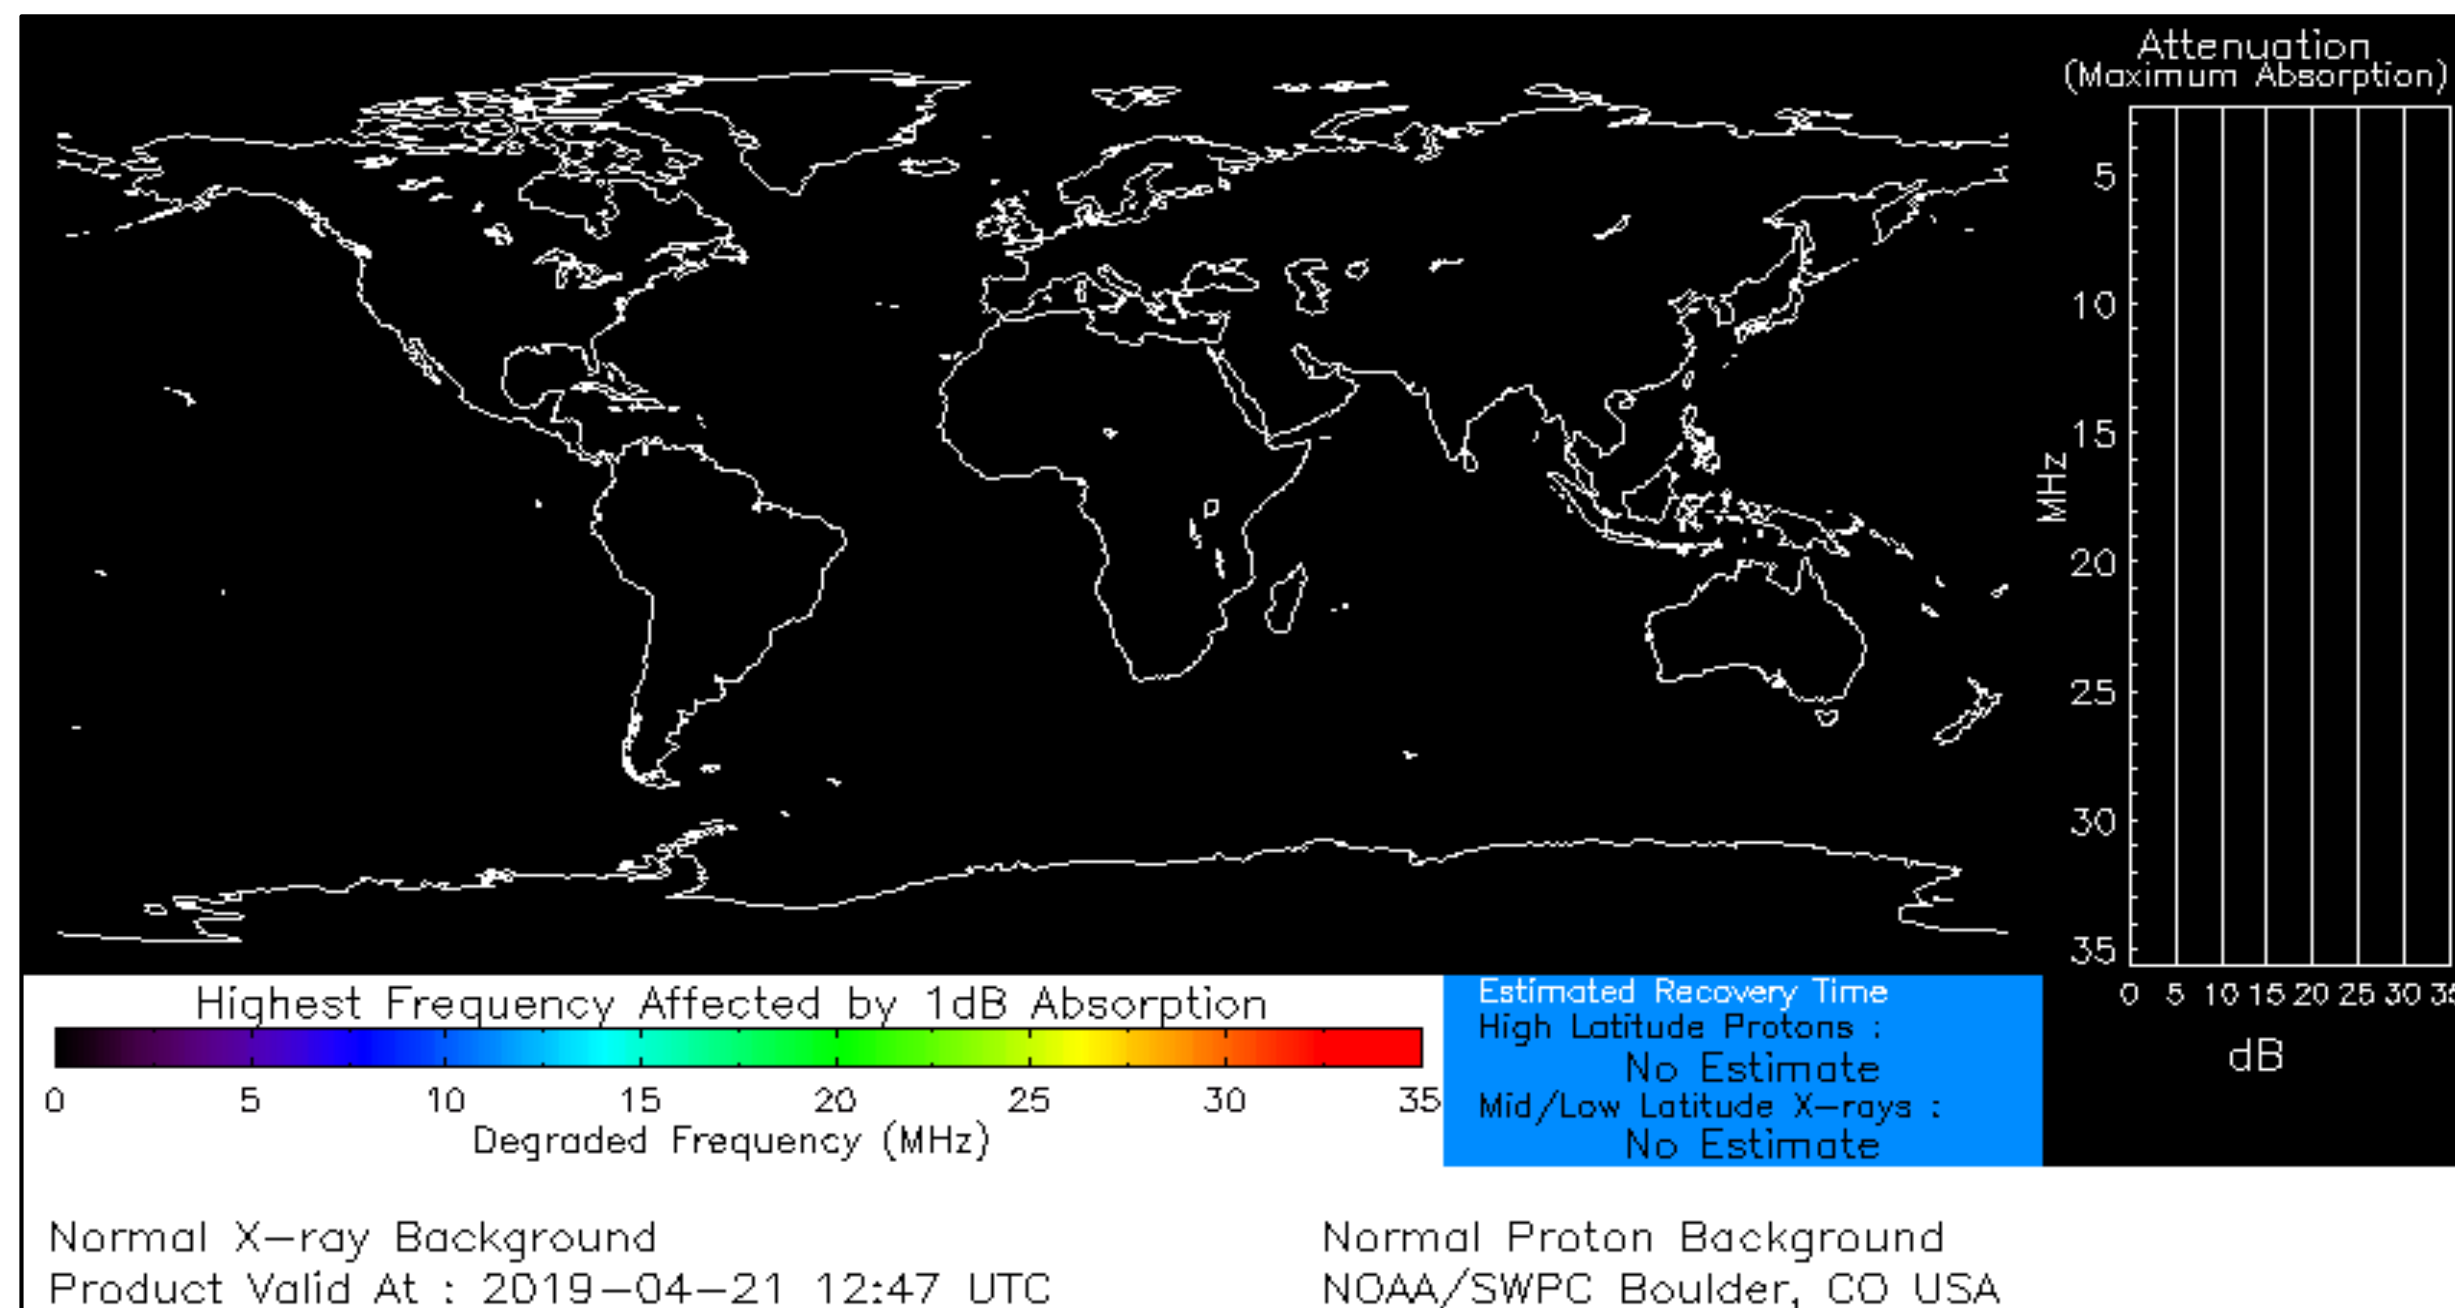 Attenuation
(Maximum Absorption)
5
10
15
20
25
30
35
MHz
0 5 10 15 20 25 30 35
dB
Highest Frequency Affected by 1dB Absorption
0 5 10 15 20 25 30 35
Degraded Frequency (MHz)
Estimated Recovery Time
High Latitude Protons :
No Estimate
Mid/Low Latitude X-rays :
No Estimate
Normal X-ray Background
Normal Proton Background
Product Valid At : 2019-04-21 12:47 UTC
NOAA/SWPC Boulder, CO USA